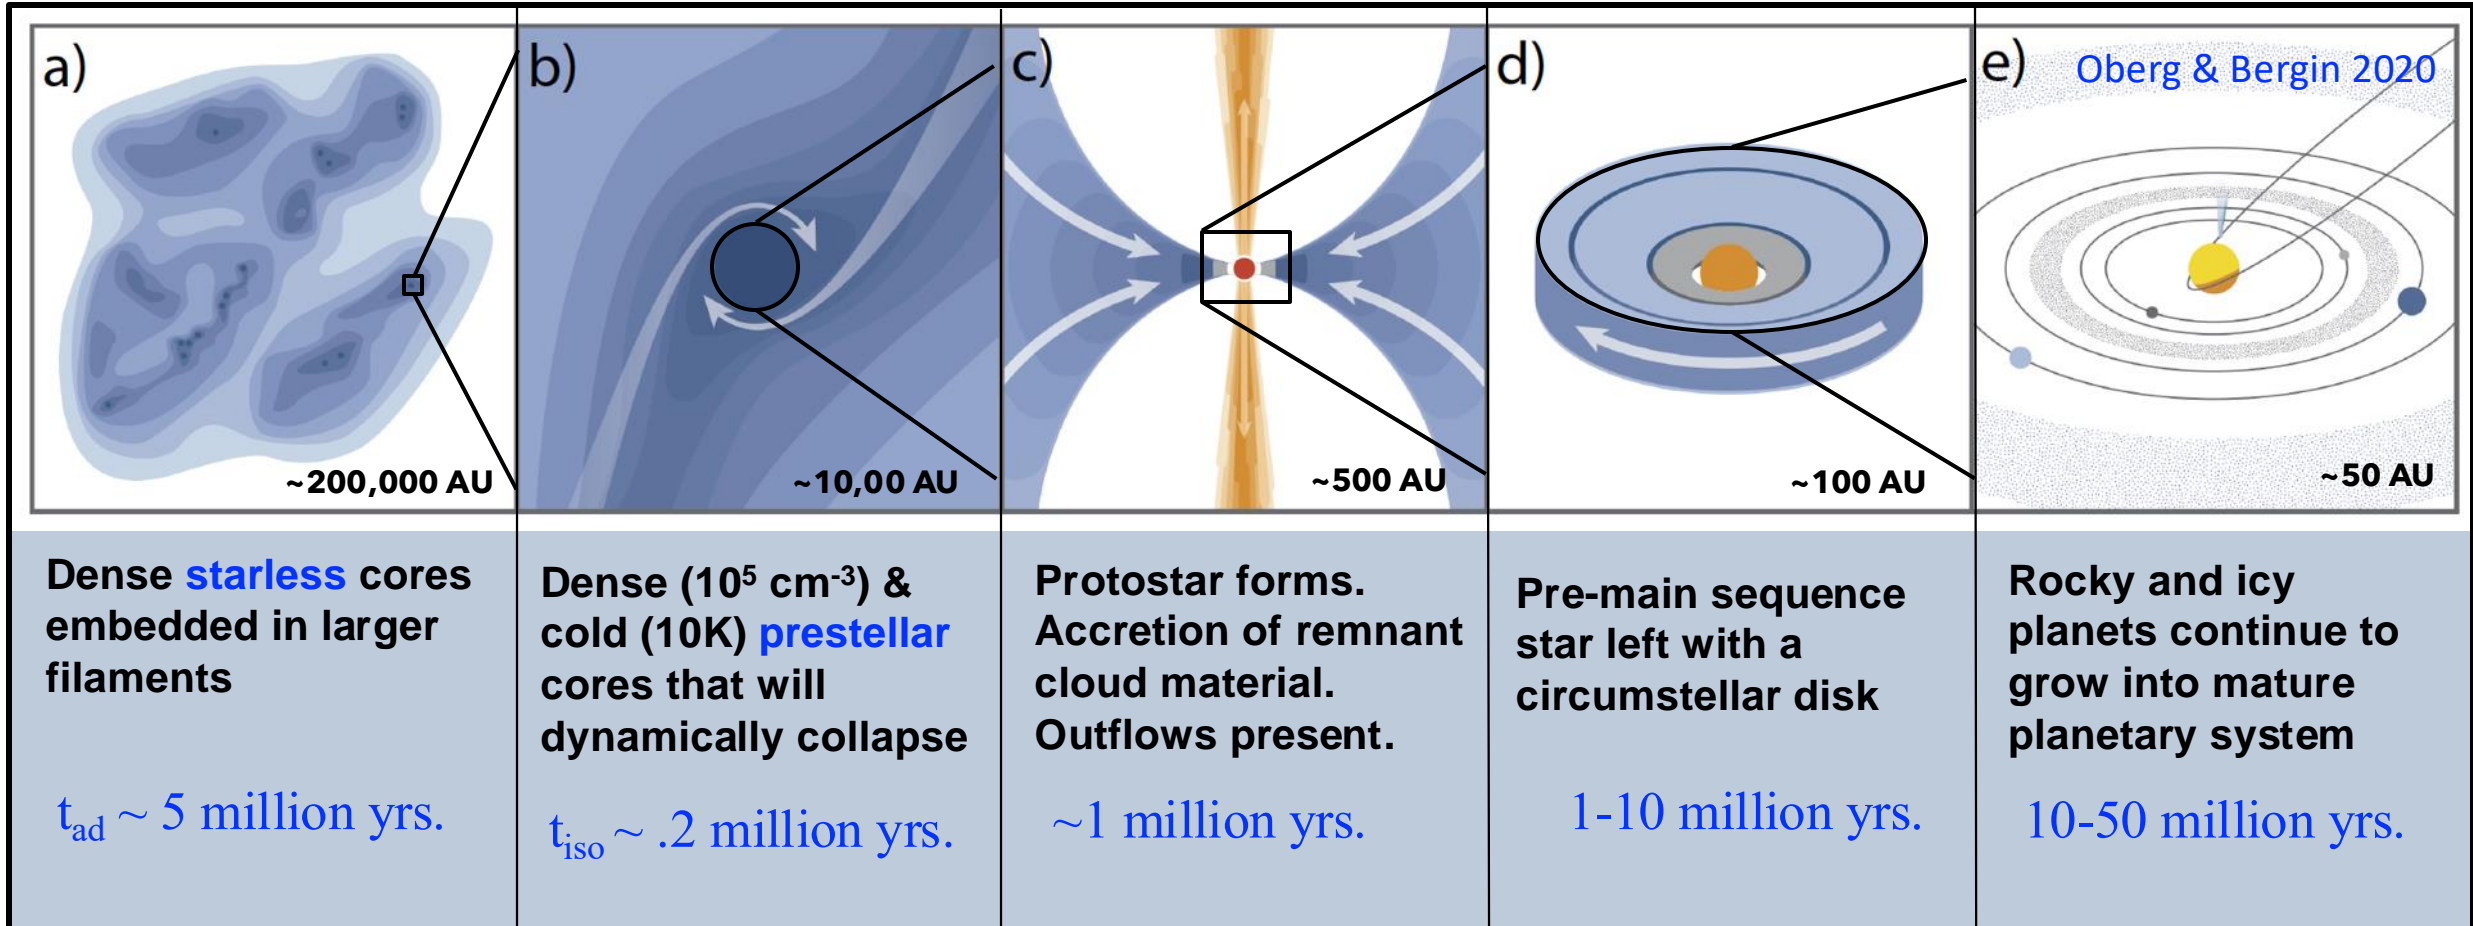 a)
~200,000 AU
Dense starless cores
embedded in larger
filaments
t_ad ~ 5 million yrs.
b)
~10,00 AU
Dense (10⁵ cm⁻³) &
cold (10K) prestellar
cores that will
dynamically collapse
t_iso ~ .2 million yrs.
c)
~500 AU
Protostar forms.
Accretion of remnant
cloud material.
Outflows present.
~1 million yrs.
d)
~100 AU
Pre-main sequence
star left with a
circumstellar disk
1-10 million yrs.
e)
Oberg & Bergin 2020
~50 AU
Rocky and icy
planets continue to
grow into mature
planetary system
10-50 million yrs.